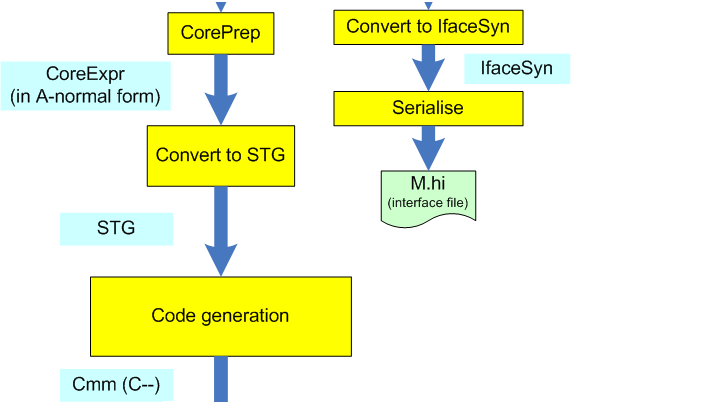 CorePrep
CoreExpr
(in A-normal form)
Convert to STG
STG
Code generation
Cmm (C--)
Convert to IfaceSyn
IfaceSyn
Serialise
M.hi
(interface file)